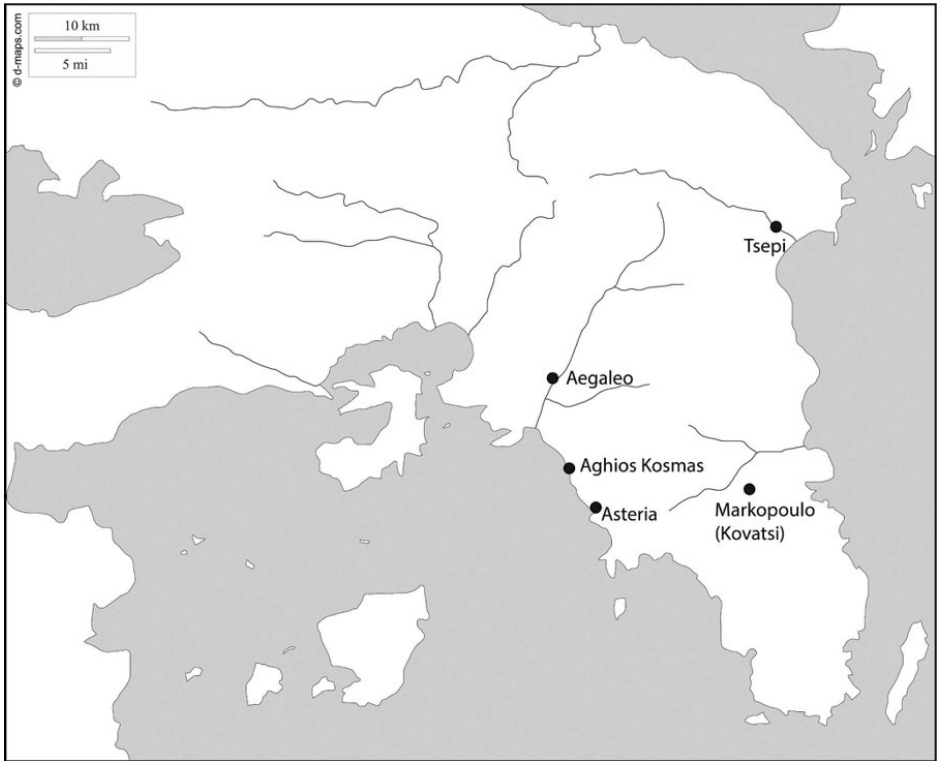 10 km
5 mi
© d-maps.com
Tsepi
Aegaleo
Aghios Kosmas
Asteria
Markopoulo
(Kovatsi)